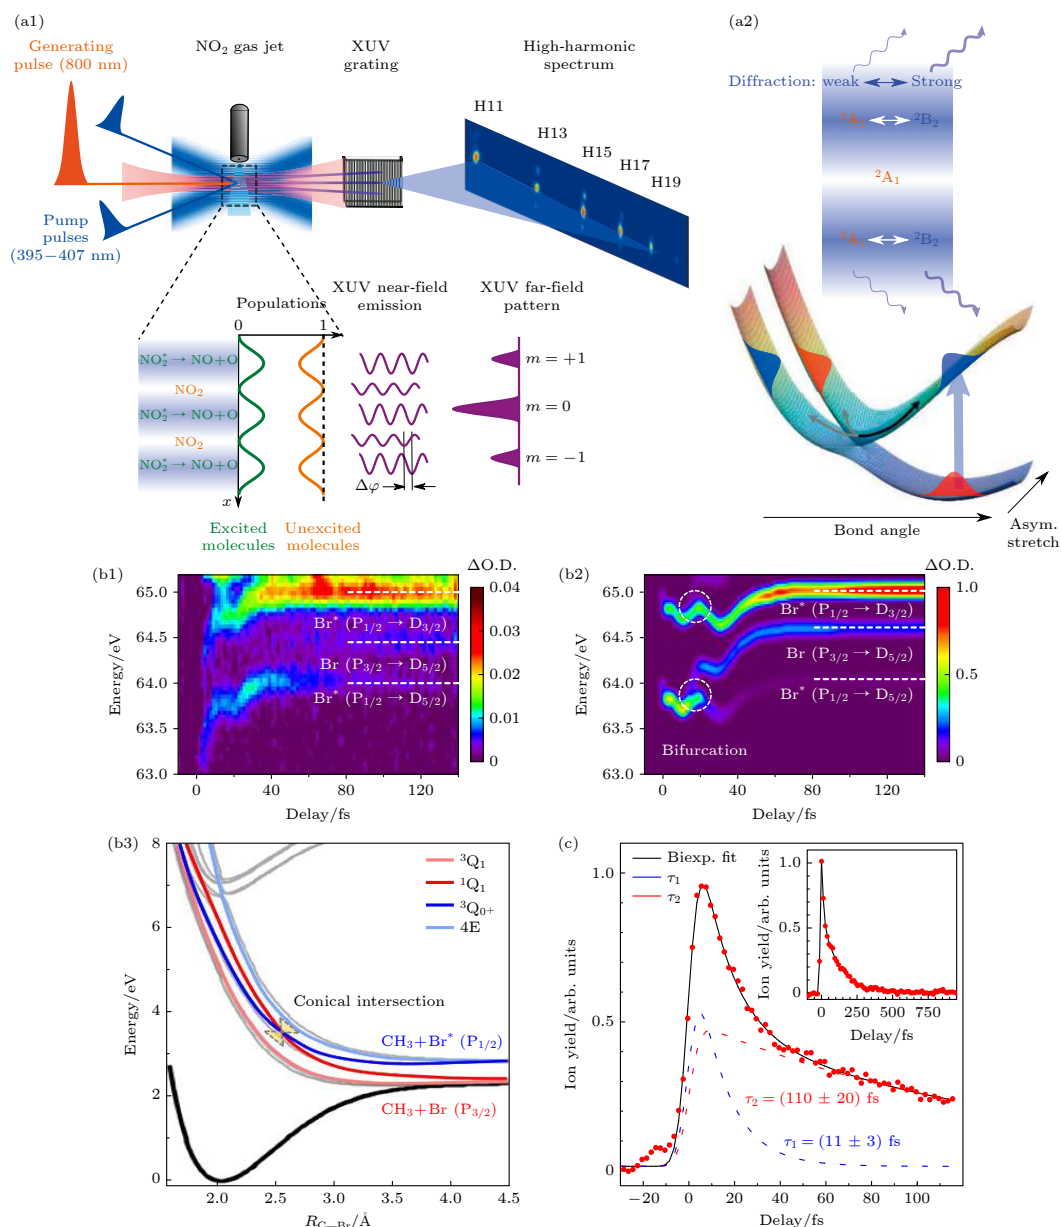 (a1)
Generating
pulse (800 nm)
NO₂ gas jet
XUV
grating
High-harmonic
spectrum
H11
H13
H15
H17
H19
Pump
pulses
(395−407 nm)
Populations
0
1
NO₂* → NO+O
NO₂
NO₂* → NO+O
NO₂
NO₂* → NO+O
x
Excited
molecules
Unexcited
molecules
XUV near-field
emission
Δφ
XUV far-field
pattern
m = +1
m = 0
m = −1
(a2)
Diffraction: weak Strong
²A₁ ²B₂
²A₁
²A₁ ²B₂
Bond angle
Asym.
stretch
(b1)
ΔO.D.
65.0
64.5
64.0
63.5
63.0
Energy/eV
Br* (P₁/₂ → D₃/₂)
Br (P₃/₂ → D₅/₂)
Br* (P₁/₂ → D₅/₂)
0.04
0.03
0.02
0.01
0
0
40
80
120
Delay/fs
(b2)
ΔO.D.
65.0
64.5
64.0
63.5
63.0
Energy/eV
Br* (P₁/₂ → D₃/₂)
Br (P₃/₂ → D₅/₂)
Br* (P₁/₂ → D₅/₂)
Bifurcation
1.0
0.5
0
0
40
80
120
Delay/fs
(b3)
8
6
4
2
0
Energy/eV
³Q₁
¹Q₁
³Q₀₊
4E
Conical intersection
CH₃+Br* (P₁/₂)
CH₃+Br (P₃/₂)
2.0
2.5
3.0
3.5
4.0
4.5
R_C−Br/Å
(c)
Biexp. fit
τ₁
τ₂
1.0
0.5
0
Ion yield/arb. units
τ₂ = (110 ± 20) fs
τ₁ = (11 ± 3) fs
−20
0
20
40
60
80
100
Delay/fs
Ion yield/arb. units
1.0
0.5
0
0
250
500
750
Delay/fs